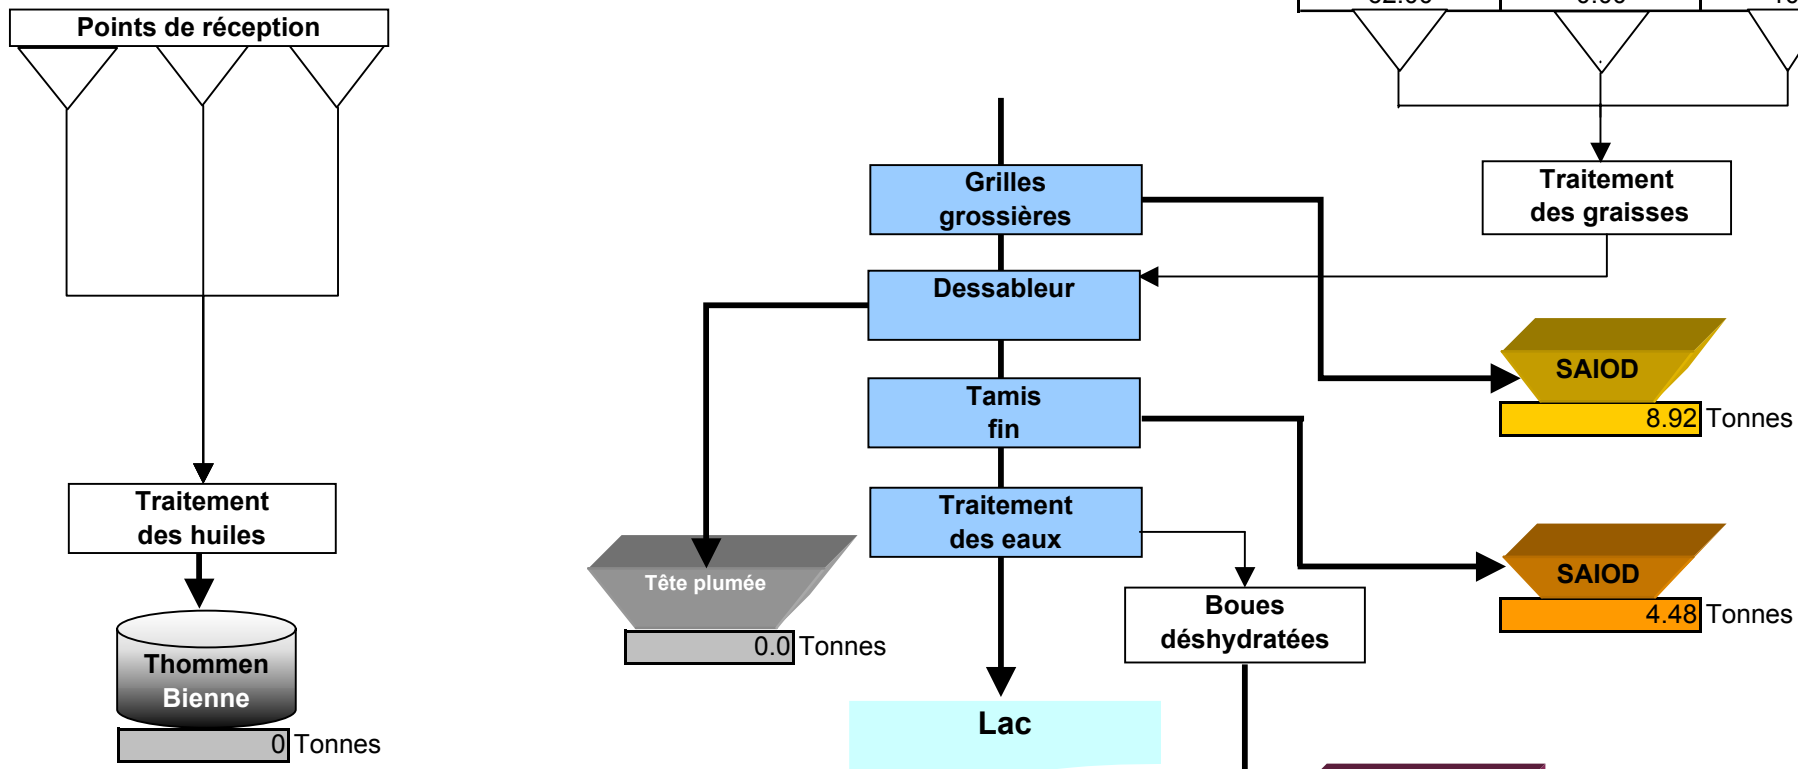 Points de réception
Grilles
grossières
Traitement
des graisses
Dessableur
SAIOD
8.92 Tonnes
Tamis
fin
Traitement
des huiles
Traitement
des eaux
Tête plumée
0.0 Tonnes
SAIOD
4.48 Tonnes
Boues
déshydratées
Thommen
Bienne
0 Tonnes
Lac